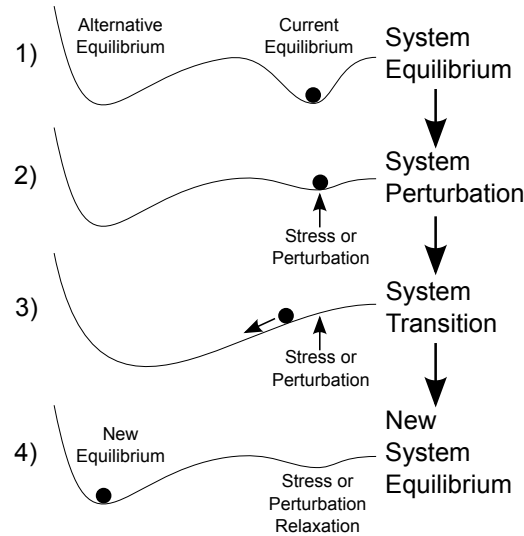 1)
Alternative
Equilibrium
Current
Equilibrium
System
Equilibrium
2)
Stress or
Perturbation
System
Perturbation
3)
Stress or
Perturbation
System
Transition
4)
New
Equilibrium
Stress or
Perturbation
Relaxation
New
System
Equilibrium